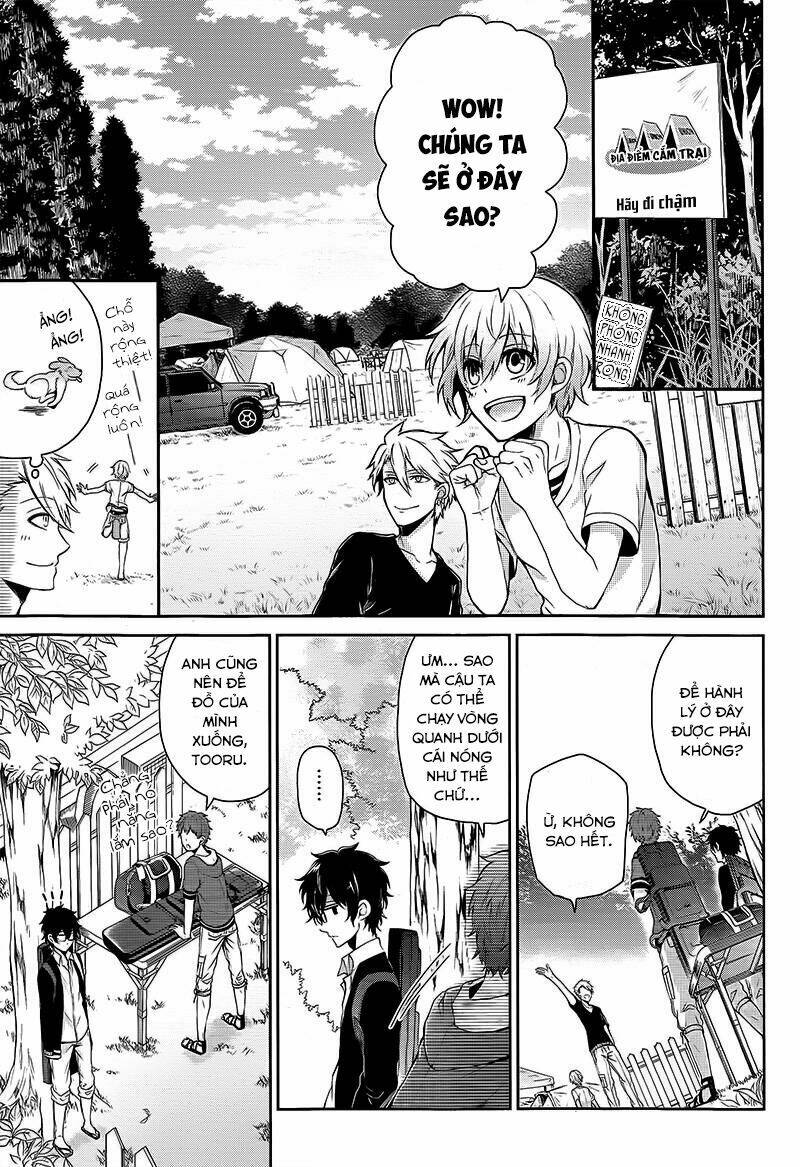 ĐỊA ĐIỂM CẮM TRẠI
Hãy đi chậm
KHÔNG
PHÓNG
NHANH
WOW!
CHÚNG TA
SẼ Ở ĐÂY
SAO?
Chỗ
này
rộng
thiệt!
Quá
rộng
luôn!
ẲNG!
ẲNG!
ĐỂ HÀNH
LÝ Ở ĐÂY
ĐƯỢC PHẢI
KHÔNG?
Ừ, KHÔNG
SAO HẾT.
ƯM... SAO
MÀ CẬU TA
CÓ THỂ
CHẠY VÒNG
QUANH DƯỚI
CÁI NÓNG
NHƯ THẾ
CHỨ...
......
ANH CŨNG
NÊN ĐỂ
ĐỒ CỦA
MÌNH
XUỐNG,
TOORU.
Chẳng
phải nó
nặng
lắm sao?